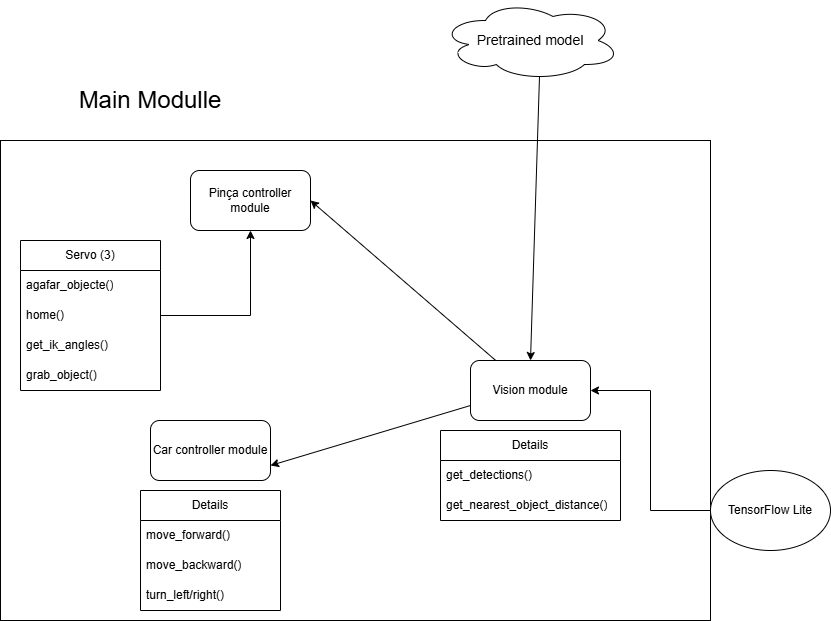 Pretrained model
Main Modulle
Pinça controller
module
Servo (3)
agafar_objecte()
home()
get_ik_angles()
grab_object()
Vision module
Details
get_detections()
get_nearest_object_distance()
Car controller module
Details
move_forward()
move_backward()
turn_left/right()
TensorFlow Lite